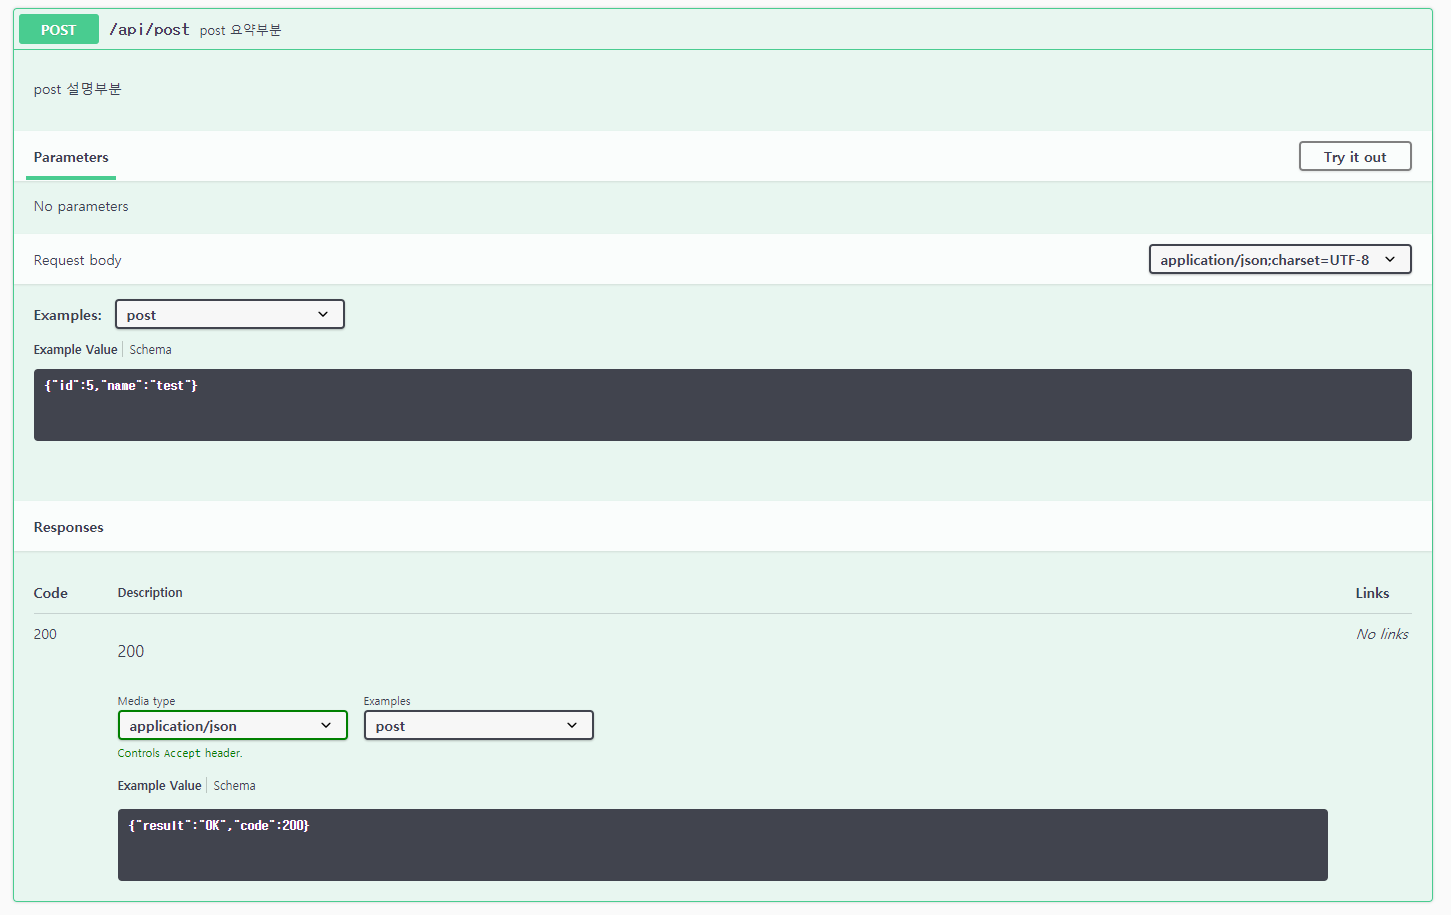 POST /api/post post 요약부분
post 설명부분
Parameters Try it out
No parameters
Request body application/json;charset=UTF-8
Examples: post
Example Value Schema
{"id":5,"name":"test"}
Responses
Code Description Links
200 No links
200
Media type Examples
application/json post
Controls Accept header.
Example Value Schema
{"result":"OK","code":200}